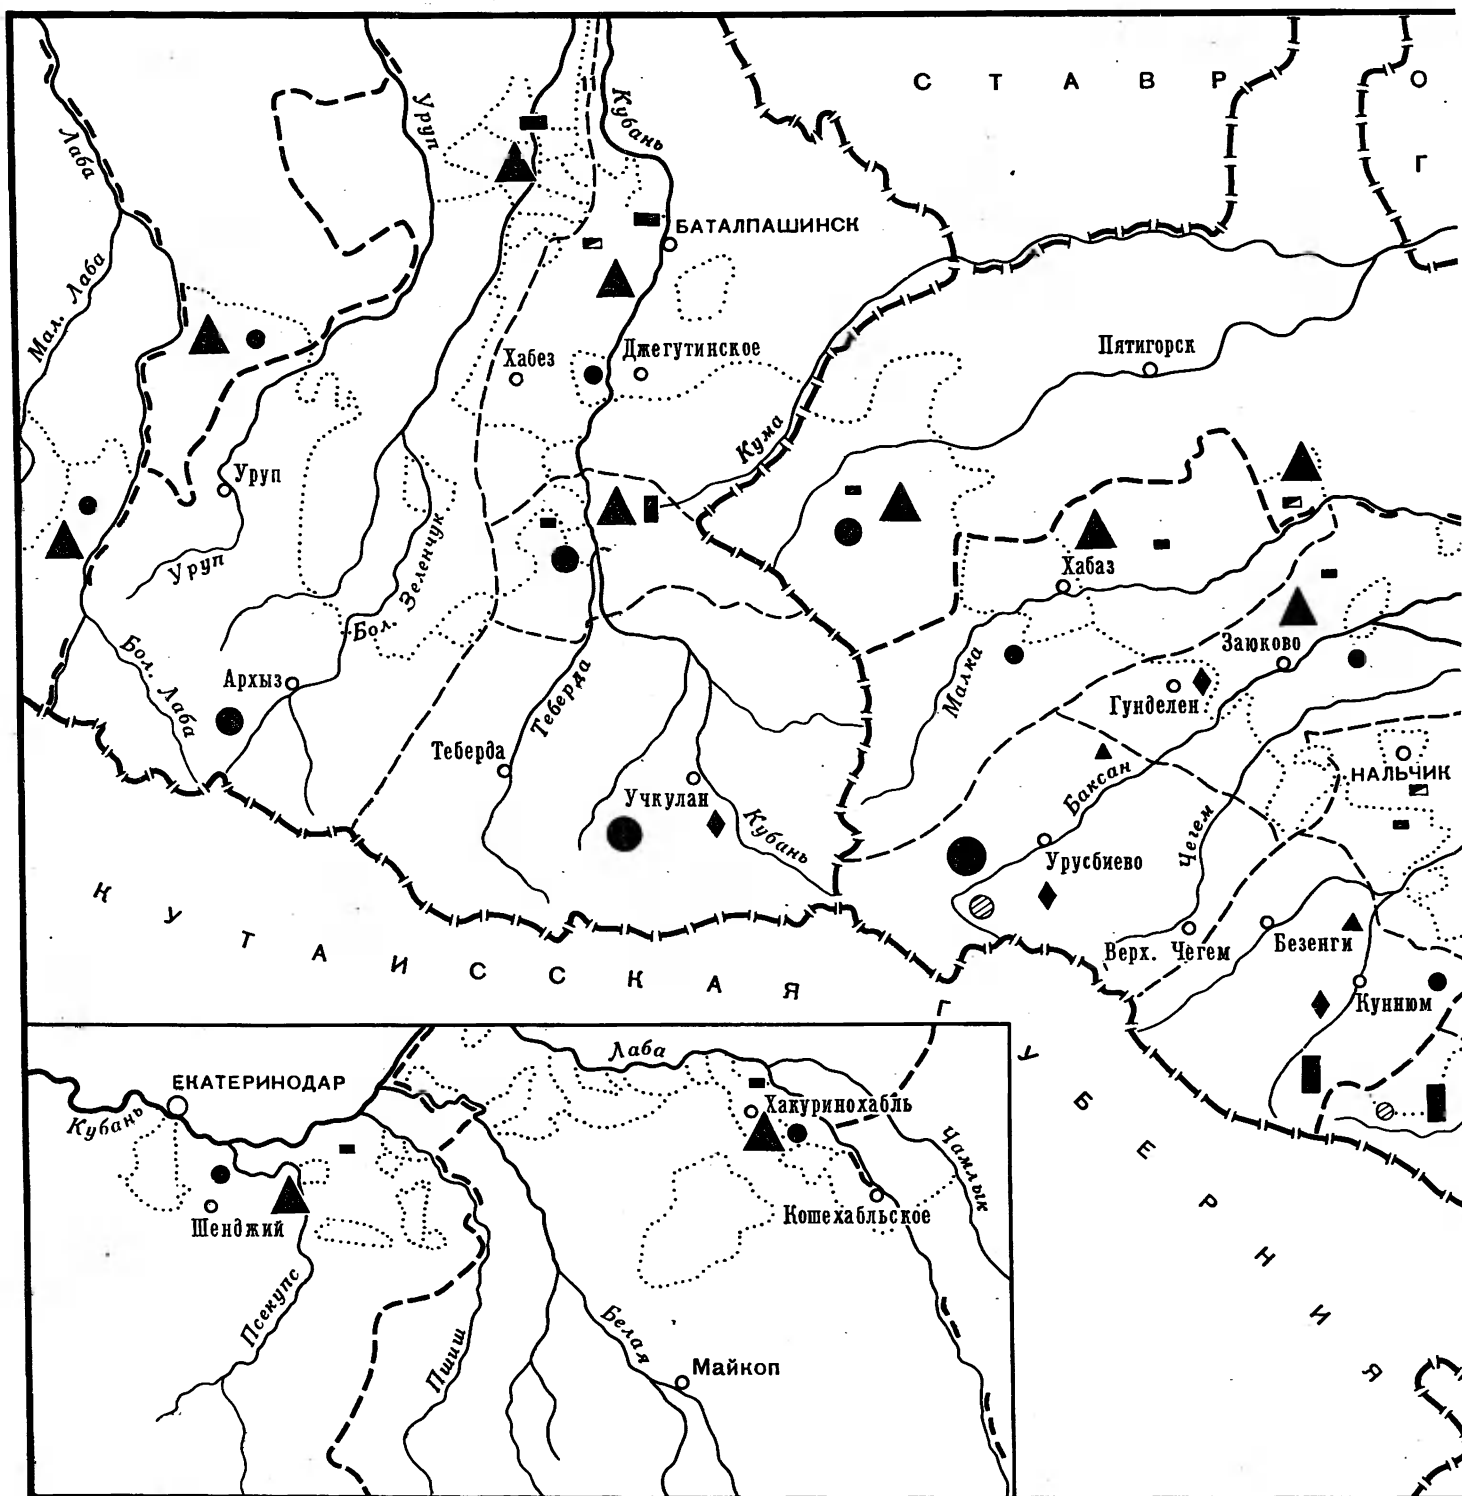 С Т А В Р О
Г
Лаба
Уруп
Кубань
БАТАЛПАШИНСК
Мал. Лаба
Хабез
Джегутинское
Пятигорск
Кума
Уруп
Уруп
Бол. Зеленчук
Хабаз
Заюково
Бол. Лаба
Архыз
Теберда
Малка
Гунделен
Теберда
Учкулан
Кубань
Баксан
НАЛЬЧИК
Чегем
Урусбиево
Верх. Чегем
Безенги
Куннюм
К У Т А И С С К А Я
Г У Б Е Р Н И Я
ЕКАТЕРИНОДАР
Кубань
Лаба
Хакуринохабль
Чамлык
Кошехабльское
Шенджий
Псекупс
Пшиш
Белая
Майкоп